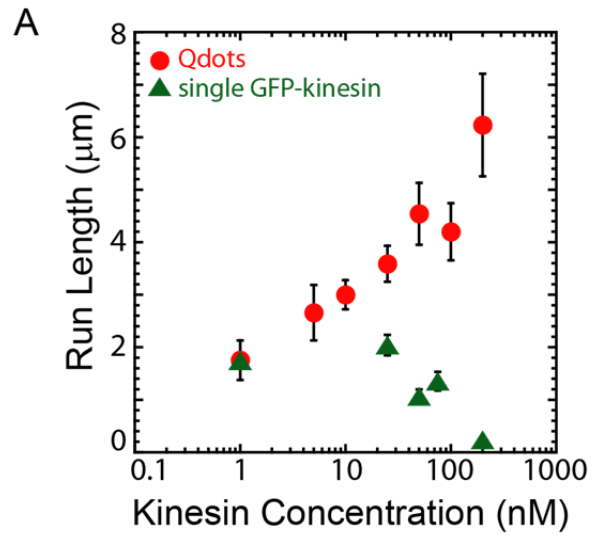 A
8
Qdots
single GFP-kinesin
6
4
2
0
0.1 1 10 100 1000
Run Length (μm)
Kinesin Concentration (nM)